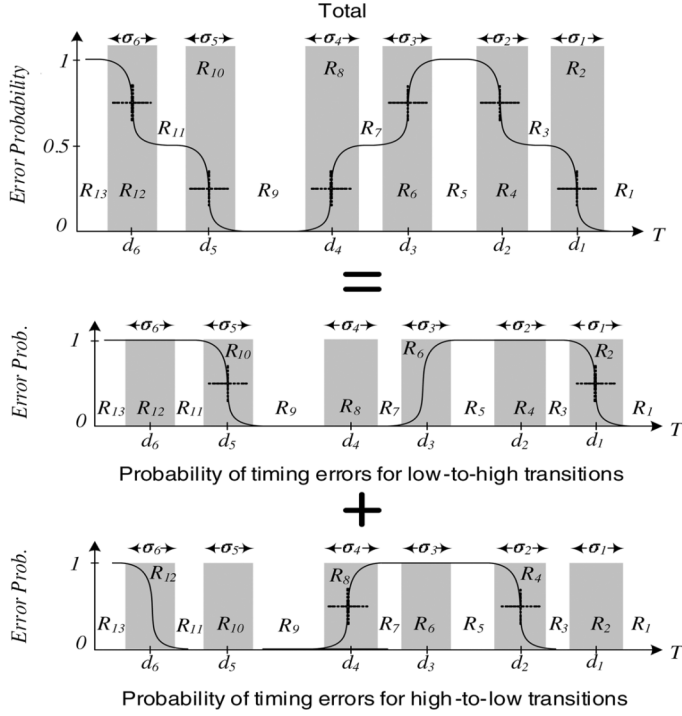 Total
σ6 σ5 σ4 σ3 σ2 σ1
Error Probability
1
0.5
0
R10 R8 R2
R11 R7 R3
R13 R12 R9 R6 R5 R4 R1
d6 d5 d4 d3 d2 d1 T
=
Error Prob.
σ6 σ5 σ4 σ3 σ2 σ1
1
0
R10 R6 R2
R13 R12 R11 R9 R8 R7 R5 R4 R3 R1
d6 d5 d4 d3 d2 d1 T
Probability of timing errors for low-to-high transitions
+
Error Prob.
σ6 σ5 σ4 σ3 σ2 σ1
1
0
R12 R8 R4
R13 R11 R10 R9 R7 R6 R5 R3 R2 R1
d6 d5 d4 d3 d2 d1 T
Probability of timing errors for high-to-low transitions